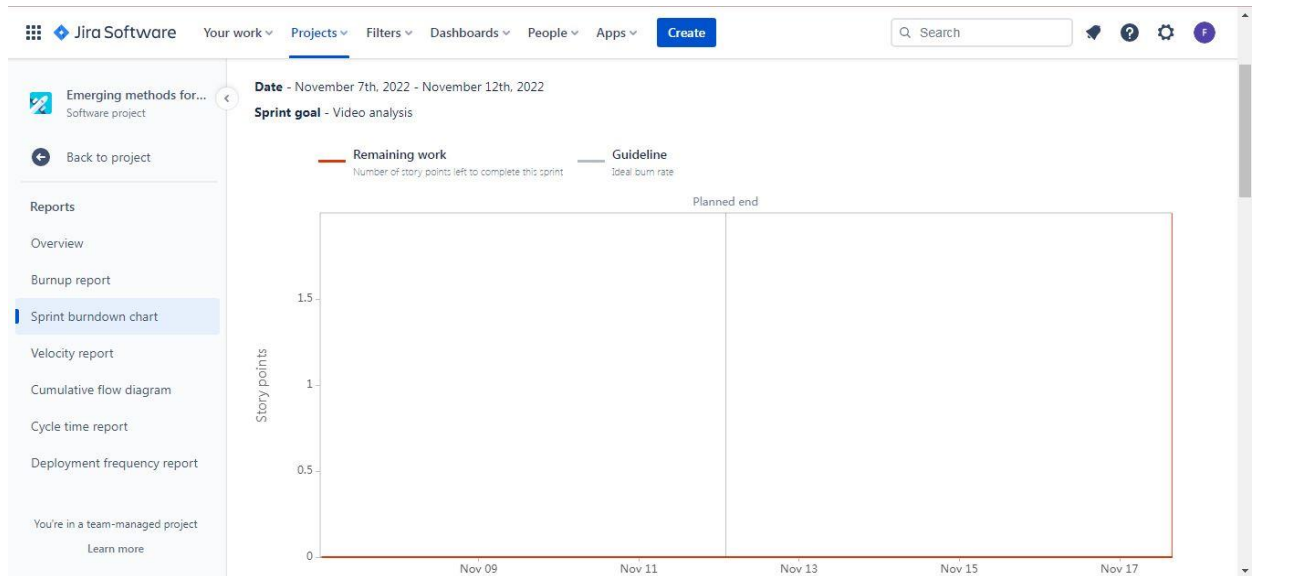 Jira Software Your work Projects Filters Dashboards People Apps Create Search F
Emerging methods for...
Software project
Back to project
Reports
Overview
Burnup report
Sprint burndown chart
Velocity report
Cumulative flow diagram
Cycle time report
Deployment frequency report
You're in a team-managed project
Learn more
Date - November 7th, 2022 - November 12th, 2022
Sprint goal - Video analysis
Remaining work
Number of story points left to complete this sprint
Guideline
Ideal burn rate
Planned end
Story points
1.5
1
0.5
0
Nov 09 Nov 11 Nov 13 Nov 15 Nov 17